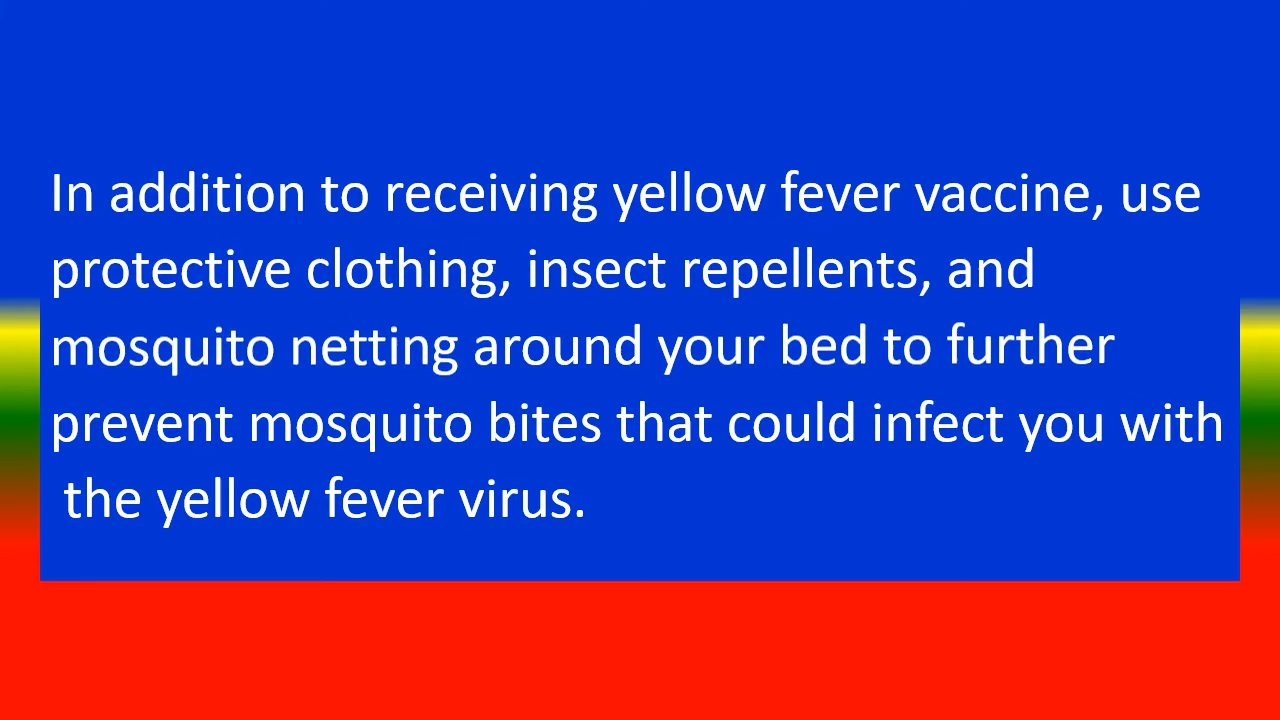 In addition to receiving yellow fever vaccine, use
protective clothing, insect repellents, and
mosquito netting around your bed to further
prevent mosquito bites that could infect you with
the yellow fever virus.